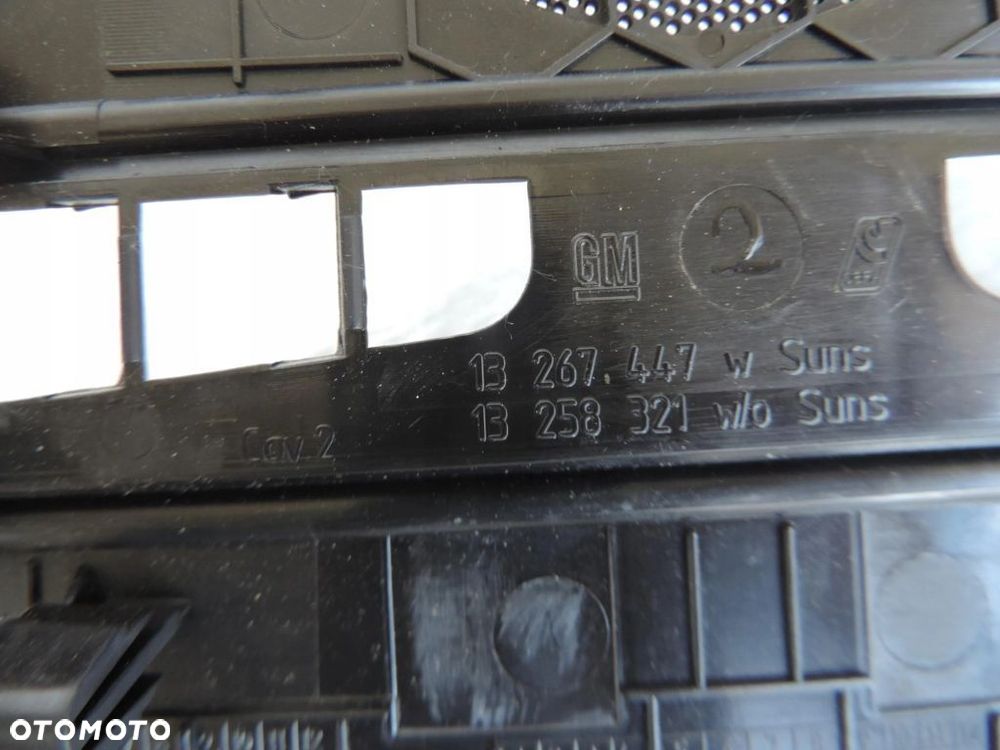 GM
2
13 267.447 w Suns
13 258 321 w/o Suns
Cav 2
OTOMOTO